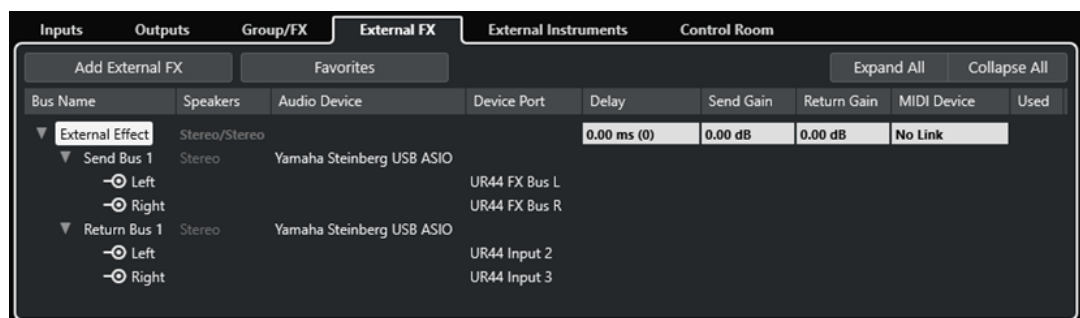 Inputs Outputs Group/FX External FX External Instruments Control Room
Add External FX Favorites Expand All Collapse All
Bus Name Speakers Audio Device Device Port Delay Send Gain Return Gain MIDI Device Used
External Effect Stereo/Stereo 0.00 ms (0) 0.00 dB 0.00 dB No Link
Send Bus 1 Stereo Yamaha Steinberg USB ASIO
Left UR44 FX Bus L
Right UR44 FX Bus R
Return Bus 1 Stereo Yamaha Steinberg USB ASIO
Left UR44 Input 2
Right UR44 Input 3